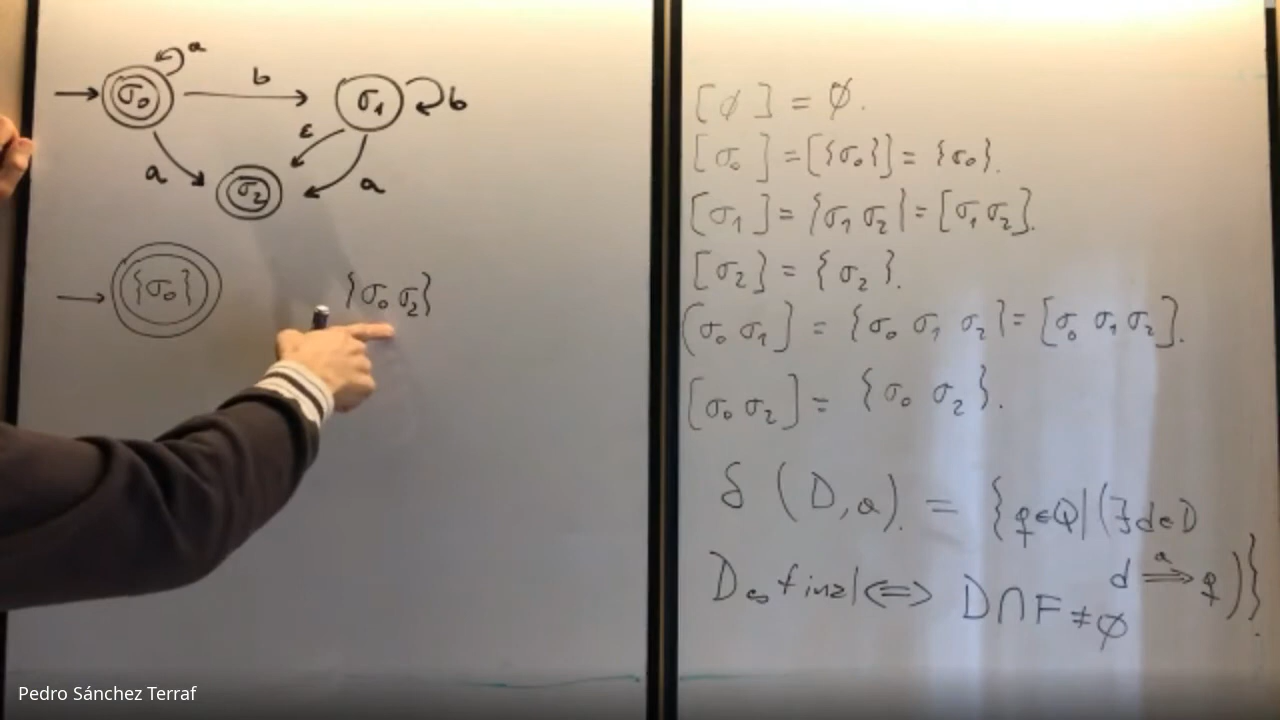 a
b
σ₀
σ₁
b
ε
a
σ₂
a
{σ₀}
{σ₀ σ₂}
[∅] = ∅.
[σ₀] = [{σ₀}] = {σ₀}.
[σ₁] = {σ₁ σ₂} = [σ₁ σ₂].
[σ₂] = {σ₂}.
[σ₀ σ₁] = {σ₀ σ₁ σ₂} = [σ₀ σ₁ σ₂].
[σ₀ σ₂] = {σ₀ σ₂}.
δ (D, a). = {q∈Q | (∃ d∈D
d ⇒ᵃ q)}.
D es final ⇔ D∩F ≠ ∅
Pedro Sánchez Terraf